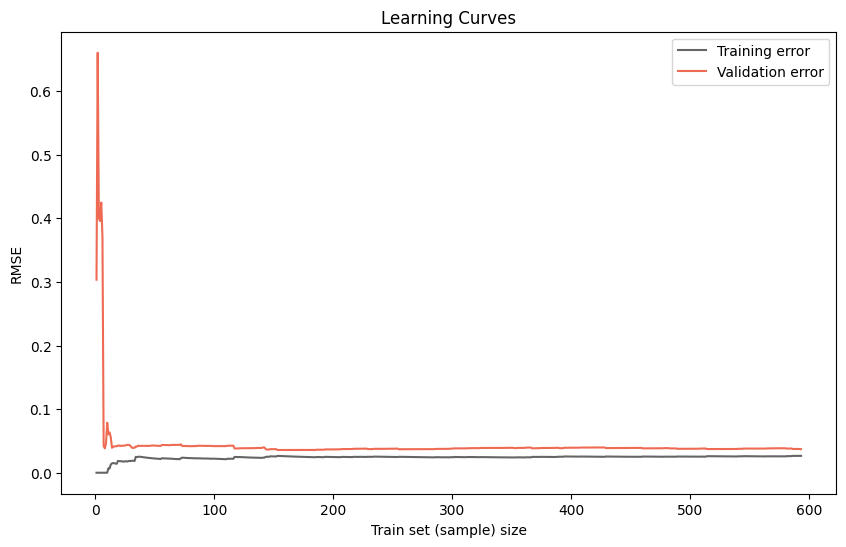 Learning Curves
Training error
Validation error
RMSE
0.6
0.5
0.4
0.3
0.2
0.1
0.0
0 100 200 300 400 500 600
Train set (sample) size